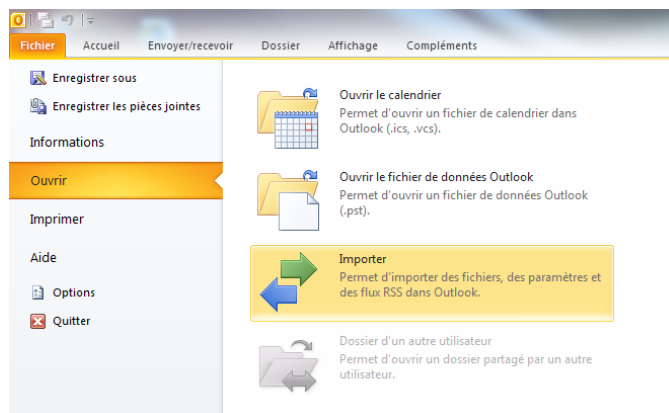 Fichier Accueil Envoyer/recevoir Dossier Affichage Compléments
Enregistrer sous
Enregistrer les pièces jointes
Informations
Ouvrir
Imprimer
Aide
Options
Quitter
Ouvrir le calendrier
Permet d'ouvrir un fichier de calendrier dans
Outlook (.ics, .vcs).
Ouvrir le fichier de données Outlook
Permet d'ouvrir un fichier de données Outlook
(.pst).
Importer
Permet d'importer des fichiers, des paramètres et
des flux RSS dans Outlook.
Dossier d'un autre utilisateur
Permet d'ouvrir un dossier partagé par un autre
utilisateur.